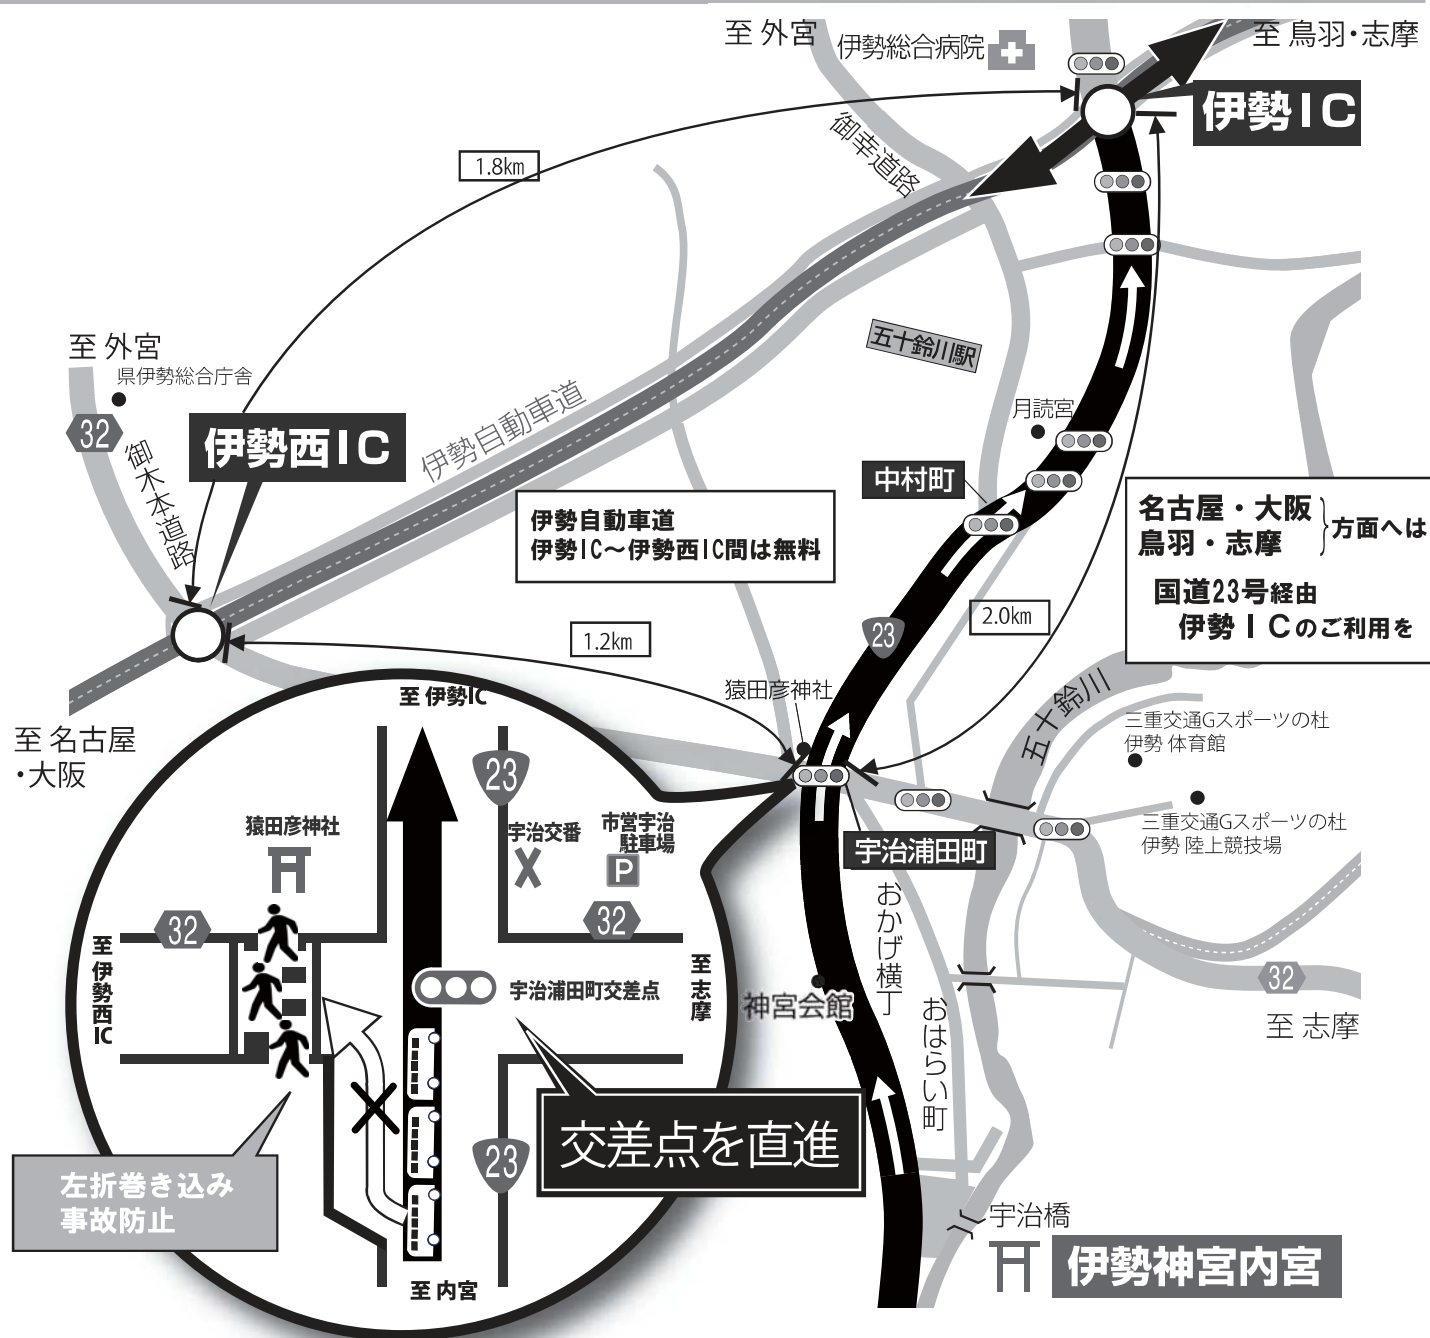 至 外宮
伊勢総合病院
至 鳥羽・志摩
伊勢IC
御幸道路
1.8km
至 外宮
県伊勢総合庁舎
32
御木本道路
伊勢西IC
伊勢自動車道
五十鈴川駅
月読宮
中村町
伊勢自動車道
伊勢IC〜伊勢西IC間は無料
名古屋・大阪
鳥羽・志摩
方面へは
国道23号経由
伊勢ICのご利用を
23
2.0km
1.2km
至 名古屋
・大阪
猿田彦神社
五十鈴川
三重交通Gスポーツの杜
伊勢 体育館
三重交通Gスポーツの杜
伊勢 陸上競技場
宇治浦田町
おかげ横丁
おはらい町
神宮会館
32
至 志摩
宇治橋
伊勢神宮内宮
至 伊勢IC
23
猿田彦神社
宇治交番
市営宇治
駐車場
P
32
32
至 伊勢西IC
宇治浦田町交差点
至 志摩
交差点を直進
23
左折巻き込み
事故防止
至 内宮